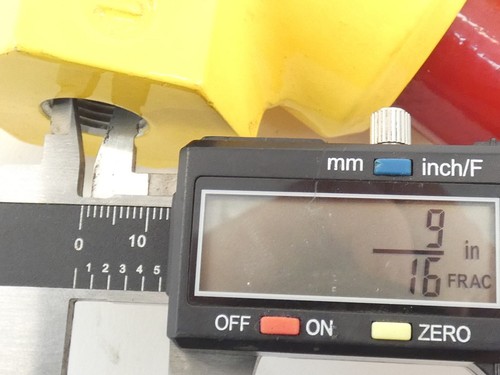 mm inch/F
9
16
in
FRAC
0 10
1 2 3 4 5
OFF ON ZERO